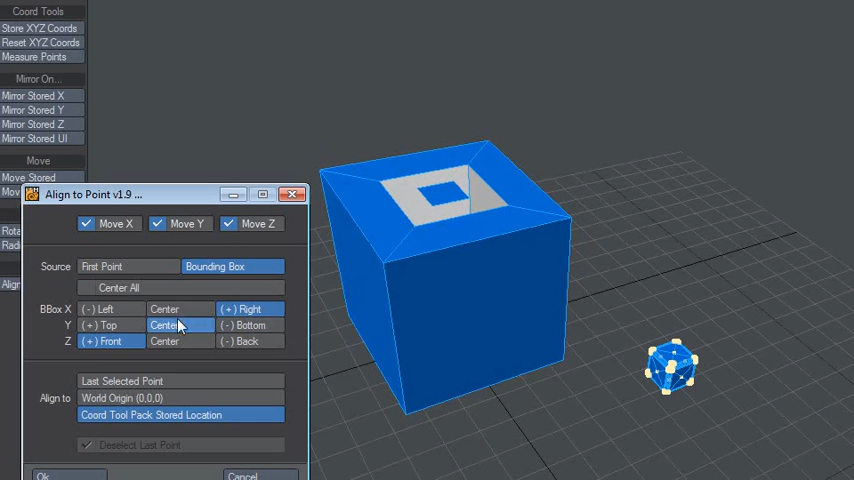 Coord Tools
Store XYZ Coords
Reset XYZ Coords
Measure Points
Mirror On...
Mirror Stored X
Mirror Stored Y
Mirror Stored Z
Mirror Stored UI
Move
Move Stored
Align to Point v1.9 ...
Move X Move Y Move Z
Source First Point Bounding Box
Center All
BBox X ( - ) Left Center ( + ) Right
Y ( + ) Top Center ( - ) Bottom
Z ( + ) Front Center ( - ) Back
Last Selected Point
Align to World Origin (0,0,0)
Coord Tool Pack Stored Location
Deselect Last Point
Ok Cancel